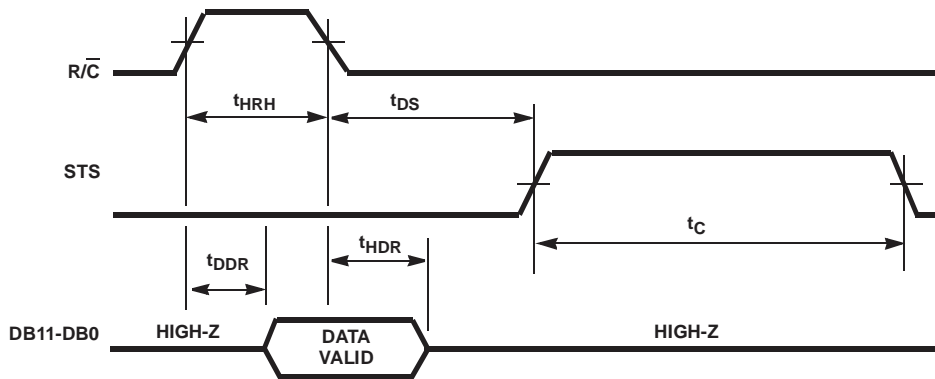 R/C̅
tHRH
tDS
STS
tC
tHDR
tDDR
DB11-DB0
HIGH-Z
DATA
VALID
HIGH-Z